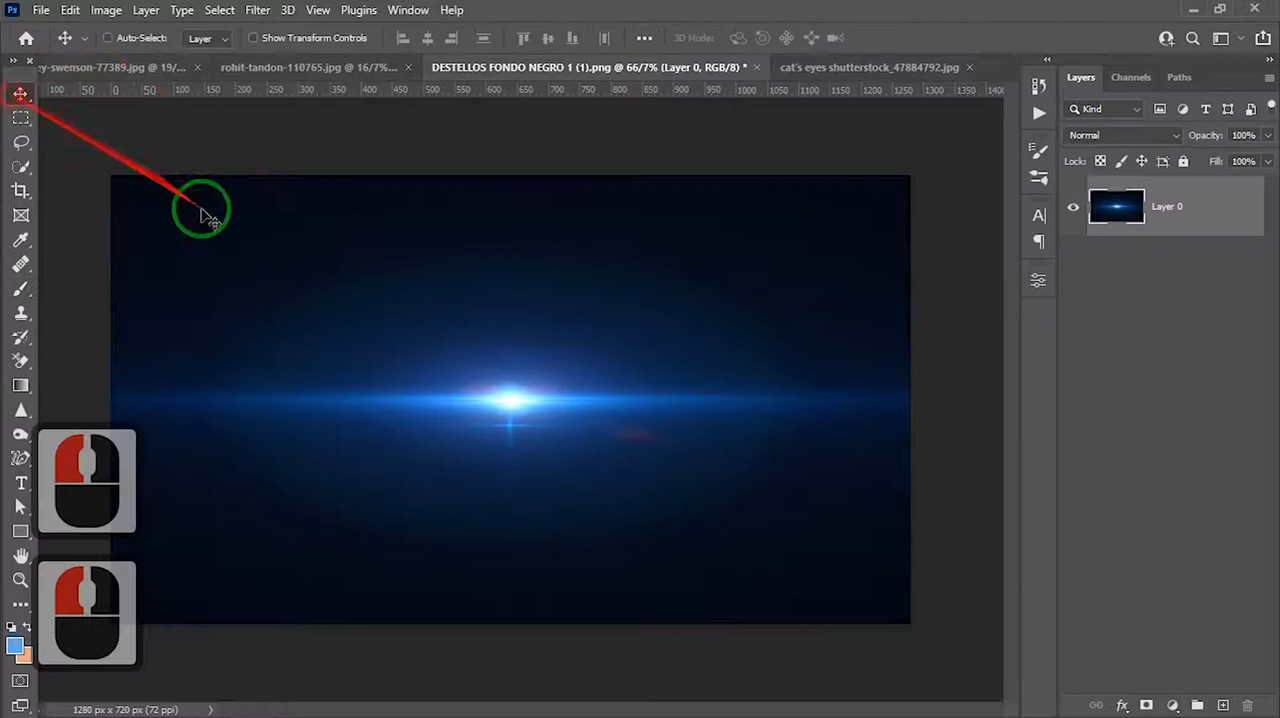 Ps File Edit Image Layer Type Select Filter 3D View Plugins Window Help
Auto-Select: Layer Show Transform Controls 3D Mode:
ey-swenson-77389.jpg @ 19/... × rohit-tandon-110765.jpg @ 16/7%... × DESTELLOS FONDO NEGRO 1 (1).png @ 66/7% (Layer 0, RGB/8) * × cat's eyes shutterstock_47884792.jpg ×
100 50 0 50 100 150 200 250 300 350 400 450 500 550 600 650 700 750 800 850 900 950 1000 1050 1100 1150 1200 1250 1300 1350 1400
Layers Channels Paths
Kind
Normal Opacity: 100%
Lock: Fill: 100%
Layer 0
1280 px x 720 px (72 ppi)